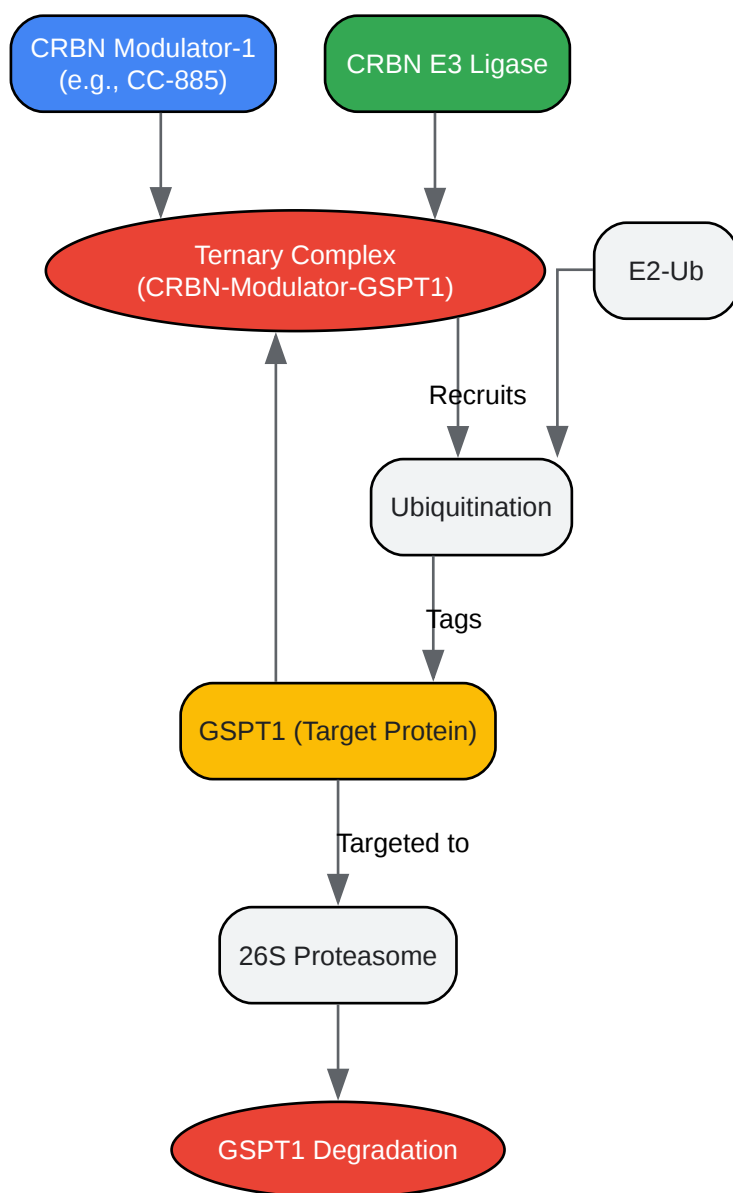 CRBN Modulator-1
(e.g., CC-885)
CRBN E3 Ligase
Ternary Complex
(CRBN-Modulator-GSPT1)
E2-Ub
Recruits
Ubiquitination
Tags
GSPT1 (Target Protein)
Targeted to
26S Proteasome
GSPT1 Degradation